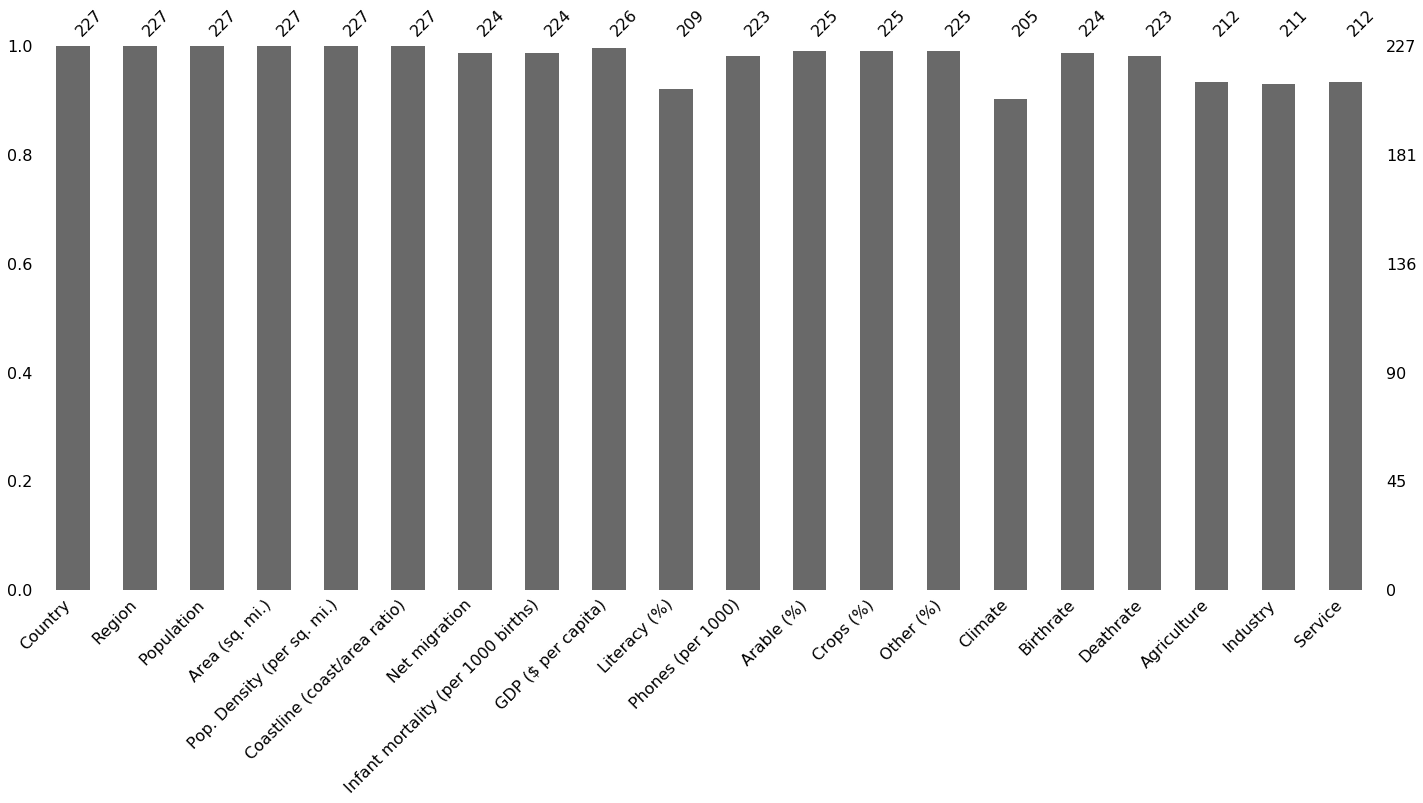 227 227 227 227 227 227 224 224 226 209 223 225 225 225 205 224 223 212 211 212
1.0 227
0.8 181
0.6 136
0.4 90
0.2 45
0.0 0
Country
Region
Population
Area (sq. mi.)
Pop. Density (per sq. mi.)
Coastline (coast/area ratio)
Net migration
Infant mortality (per 1000 births)
GDP ($ per capita)
Literacy (%)
Phones (per 1000)
Arable (%)
Crops (%)
Other (%)
Climate
Birthrate
Deathrate
Agriculture
Industry
Service